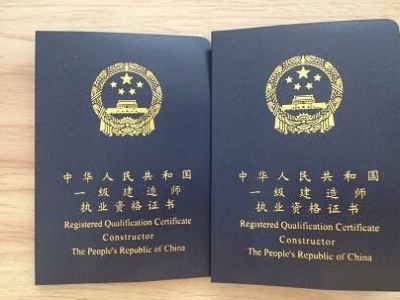 中华人民共和国
一级建造师
执业资格证书
Registered Qualification Certificate
Constructor
The People's Republic of China
中华人民共和国
一级建造师
执业资格证书
Registered Qualification Certificate
Constructor
The People's Republic of China